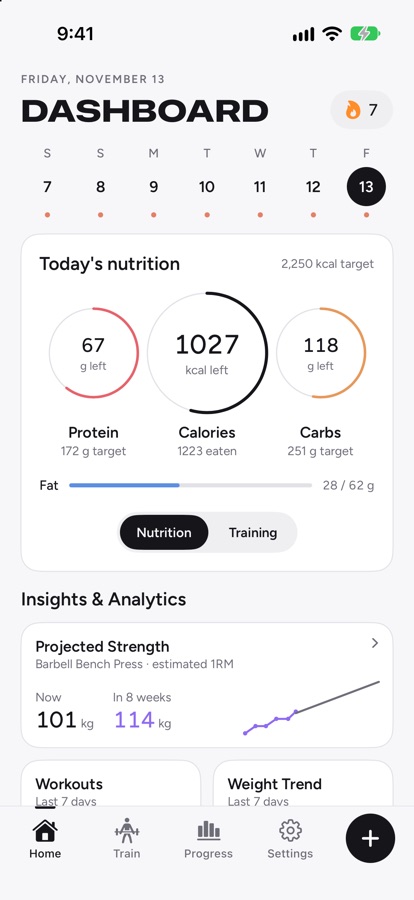 9:41
FRIDAY, NOVEMBER 13
DASHBOARD
7
S S M T W T F
7 8 9 10 11 12 13
Today's nutrition
2,250 kcal target
67
g left
1027
kcal left
118
g left
Protein
172 g target
Calories
1223 eaten
Carbs
251 g target
Fat
28 / 62 g
Nutrition
Training
Insights & Analytics
Projected Strength
Barbell Bench Press · estimated 1RM
Now
101 kg
In 8 weeks
114 kg
Workouts
Last 7 days
Weight Trend
Last 7 days
Home
Train
Progress
Settings